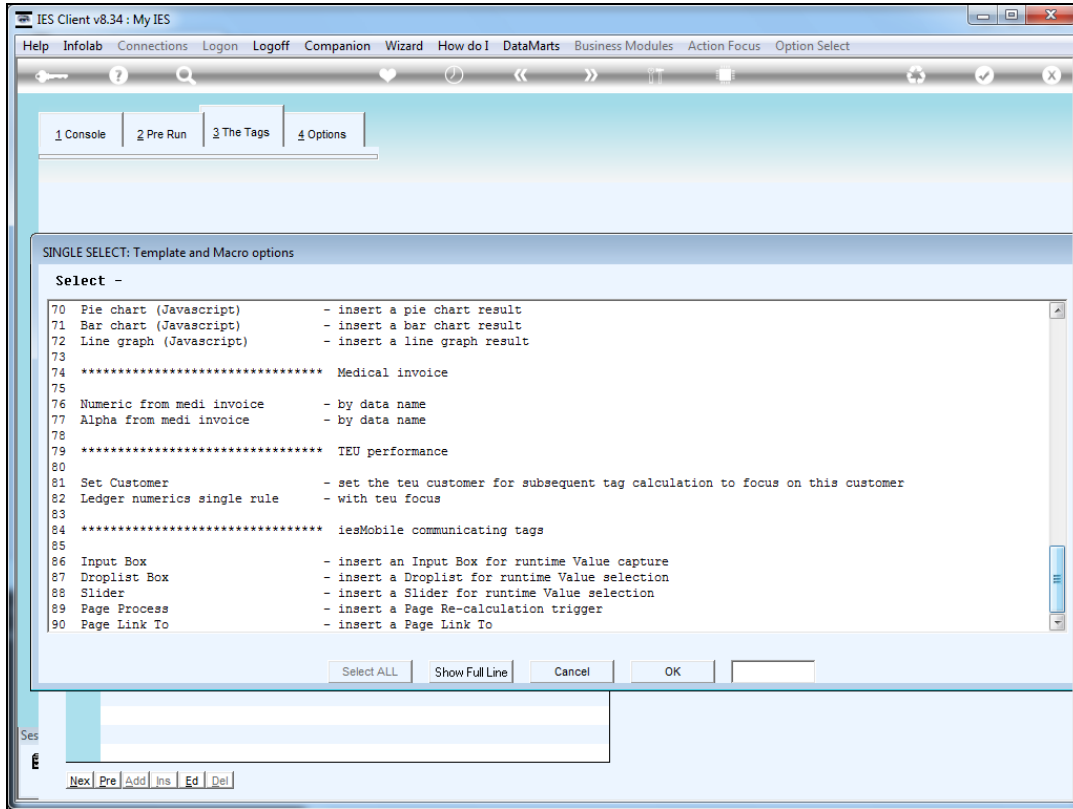 IES Client v8.34 : My IES
Help Infolab Connections Logon Logoff Companion Wizard How do I DataMarts Business Modules Action Focus Option Select
1 Console 2 Pre Run 3 The Tags 4 Options
SINGLE SELECT: Template and Macro options
Select -
70 Pie chart (Javascript) - insert a pie chart result
71 Bar chart (Javascript) - insert a bar chart result
72 Line graph (Javascript) - insert a line graph result
73
74 ********************************* Medical invoice
75
76 Numeric from medi invoice - by data name
77 Alpha from medi invoice - by data name
78
79 ********************************* TEU performance
80
81 Set Customer - set the teu customer for subsequent tag calculation to focus on this customer
82 Ledger numerics single rule - with teu focus
83
84 ********************************* iesMobile communicating tags
85
86 Input Box - insert an Input Box for runtime Value capture
87 Droplist Box - insert a Droplist for runtime Value selection
88 Slider - insert a Slider for runtime Value selection
89 Page Process - insert a Page Re-calculation trigger
90 Page Link To - insert a Page Link To
Select ALL Show Full Line Cancel OK
Ses
Nex Pre Add Ins Ed Del